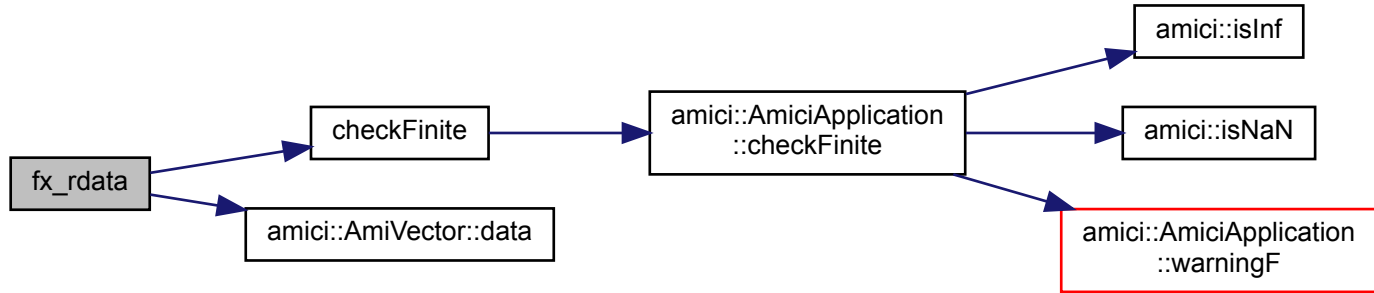 fx_rdata
checkFinite
amici::AmiVector::data
amici::AmiciApplication
::checkFinite
amici::isInf
amici::isNaN
amici::AmiciApplication
::warningF